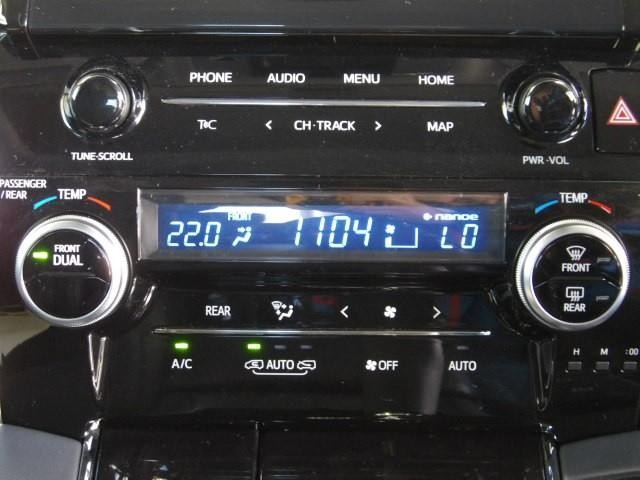 PHONE AUDIO MENU HOME
T©C < CH·TRACK > MAP
TUNE·SCROLL
PWR·VOL
PASSENGER
/REAR
TEMP
TEMP
FRONT
DUAL
FRONT
nanoe
22.0 1104 LO
FRONT
REAR
REAR < >
A/C AUTO OFF AUTO
H M :00